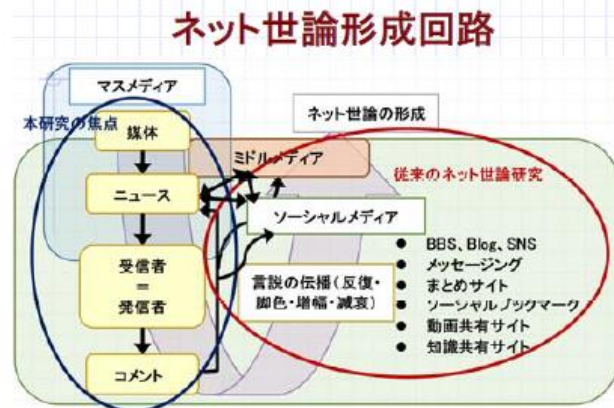 ネット世論形成回路
マスメディア
本研究の焦点
媒体
ネット世論の形成
ミドルメディア
従来のネット世論研究
ニュース
ソーシャルメディア
受信者
=
発信者
言説の伝播(反復・
脚色・増幅・減衰)
コメント
● BBS、Blog、SNS
● メッセージング
● まとめサイト
● ソーシャルブックマーク
● 動画共有サイト
● 知識共有サイト